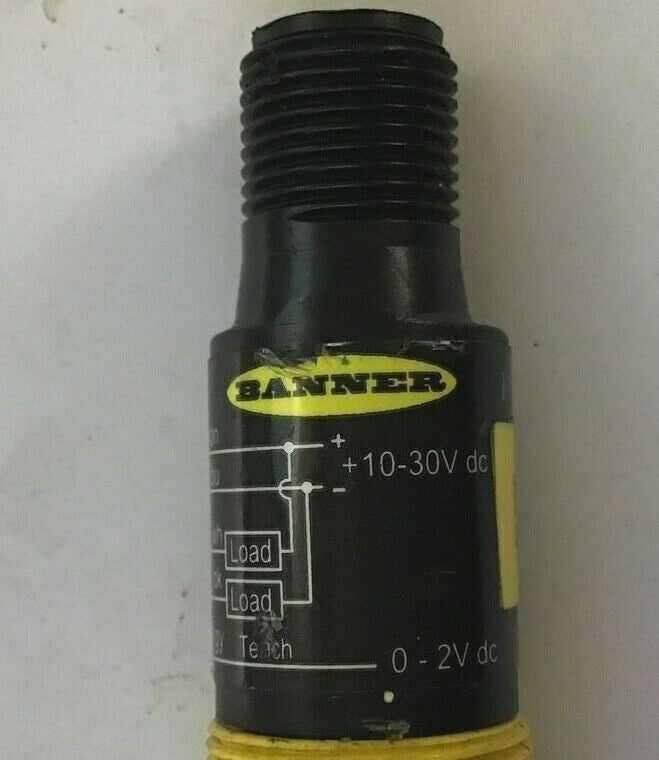 BANNER
+
+10-30V dc
-
Load
Load
Teach
0 - 2V dc